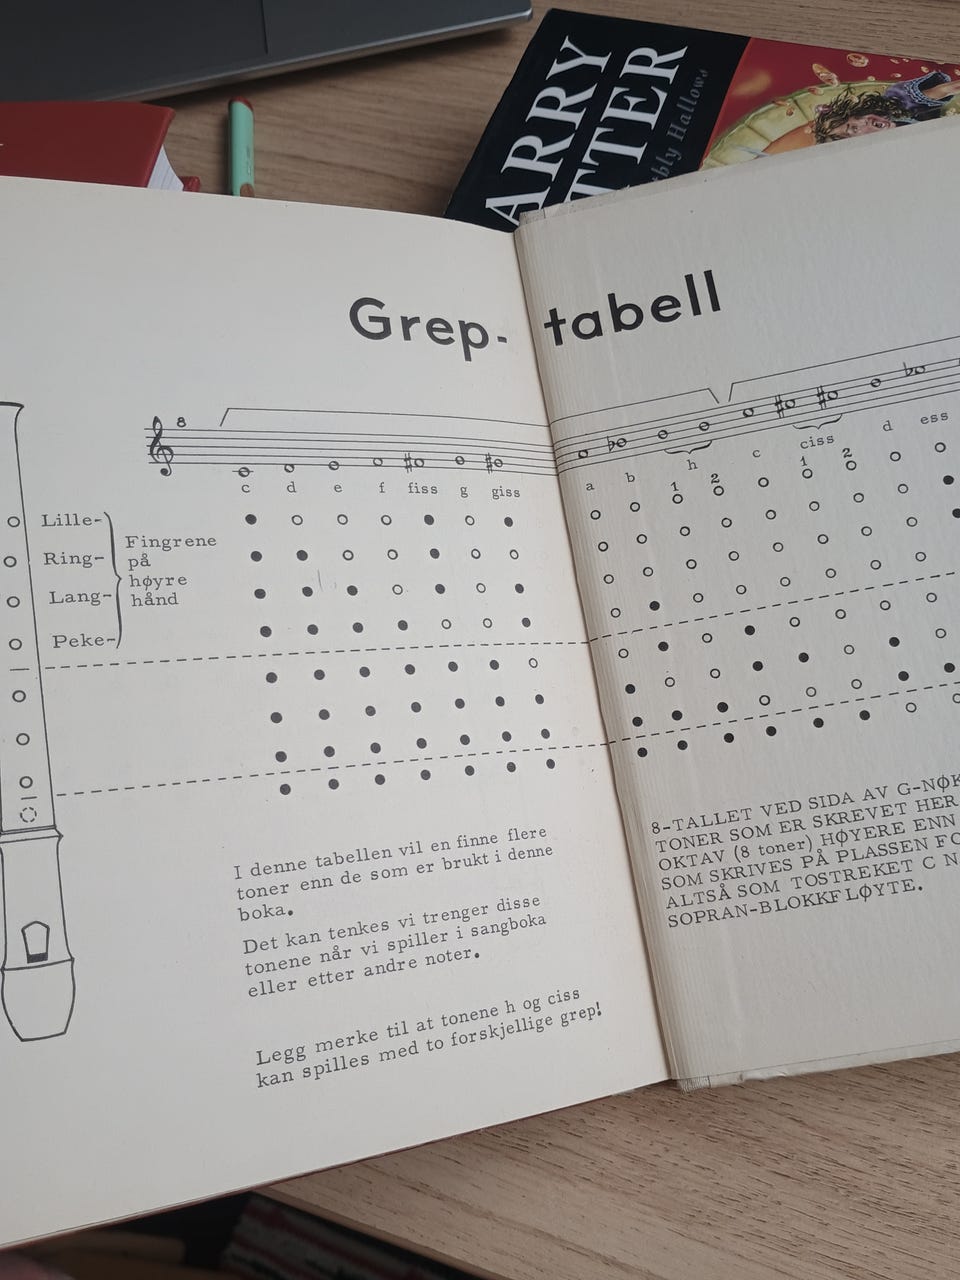 ARRY
TTER
Hallows
Grep-tabell
8
c d e f fiss g giss a b h c ciss d ess
1 2 1 2
Lille-
Ring-
Lang-
Peke-
Fingrene
på
høyre
hånd
I denne tabellen vil en finne flere
toner enn de som er brukt i denne
boka.
Det kan tenkes vi trenger disse
tonene når vi spiller i sangboka
eller etter andre noter.
Legg merke til at tonene h og ciss
kan spilles med to forskjellige grep!
8-TALLET VED SIDA AV G-NØK
TONER SOM ER SKREVET HER
OKTAV (8 toner) HØYERE ENN
SOM SKRIVES PÅ PLASSEN FO
ALTSÅ SOM TOSTREKET C N
SOPRAN-BLOKKFLØYTE.